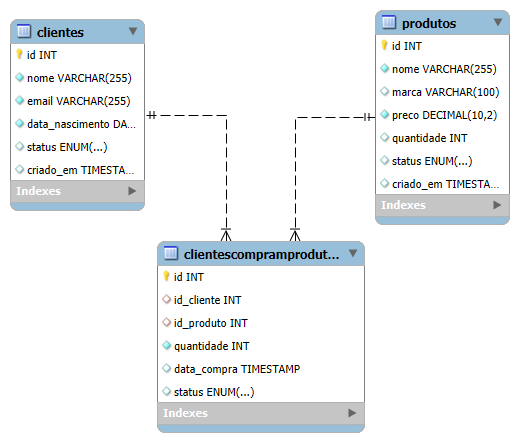 clientes
id INT
nome VARCHAR(255)
email VARCHAR(255)
data_nascimento DA...
status ENUM(...)
criado_em TIMESTA...
Indexes
produtos
id INT
nome VARCHAR(255)
marca VARCHAR(100)
preco DECIMAL(10,2)
quantidade INT
status ENUM(...)
criado_em TIMESTA...
Indexes
clientescompramprodut...
id INT
id_cliente INT
id_produto INT
quantidade INT
data_compra TIMESTAMP
status ENUM(...)
Indexes